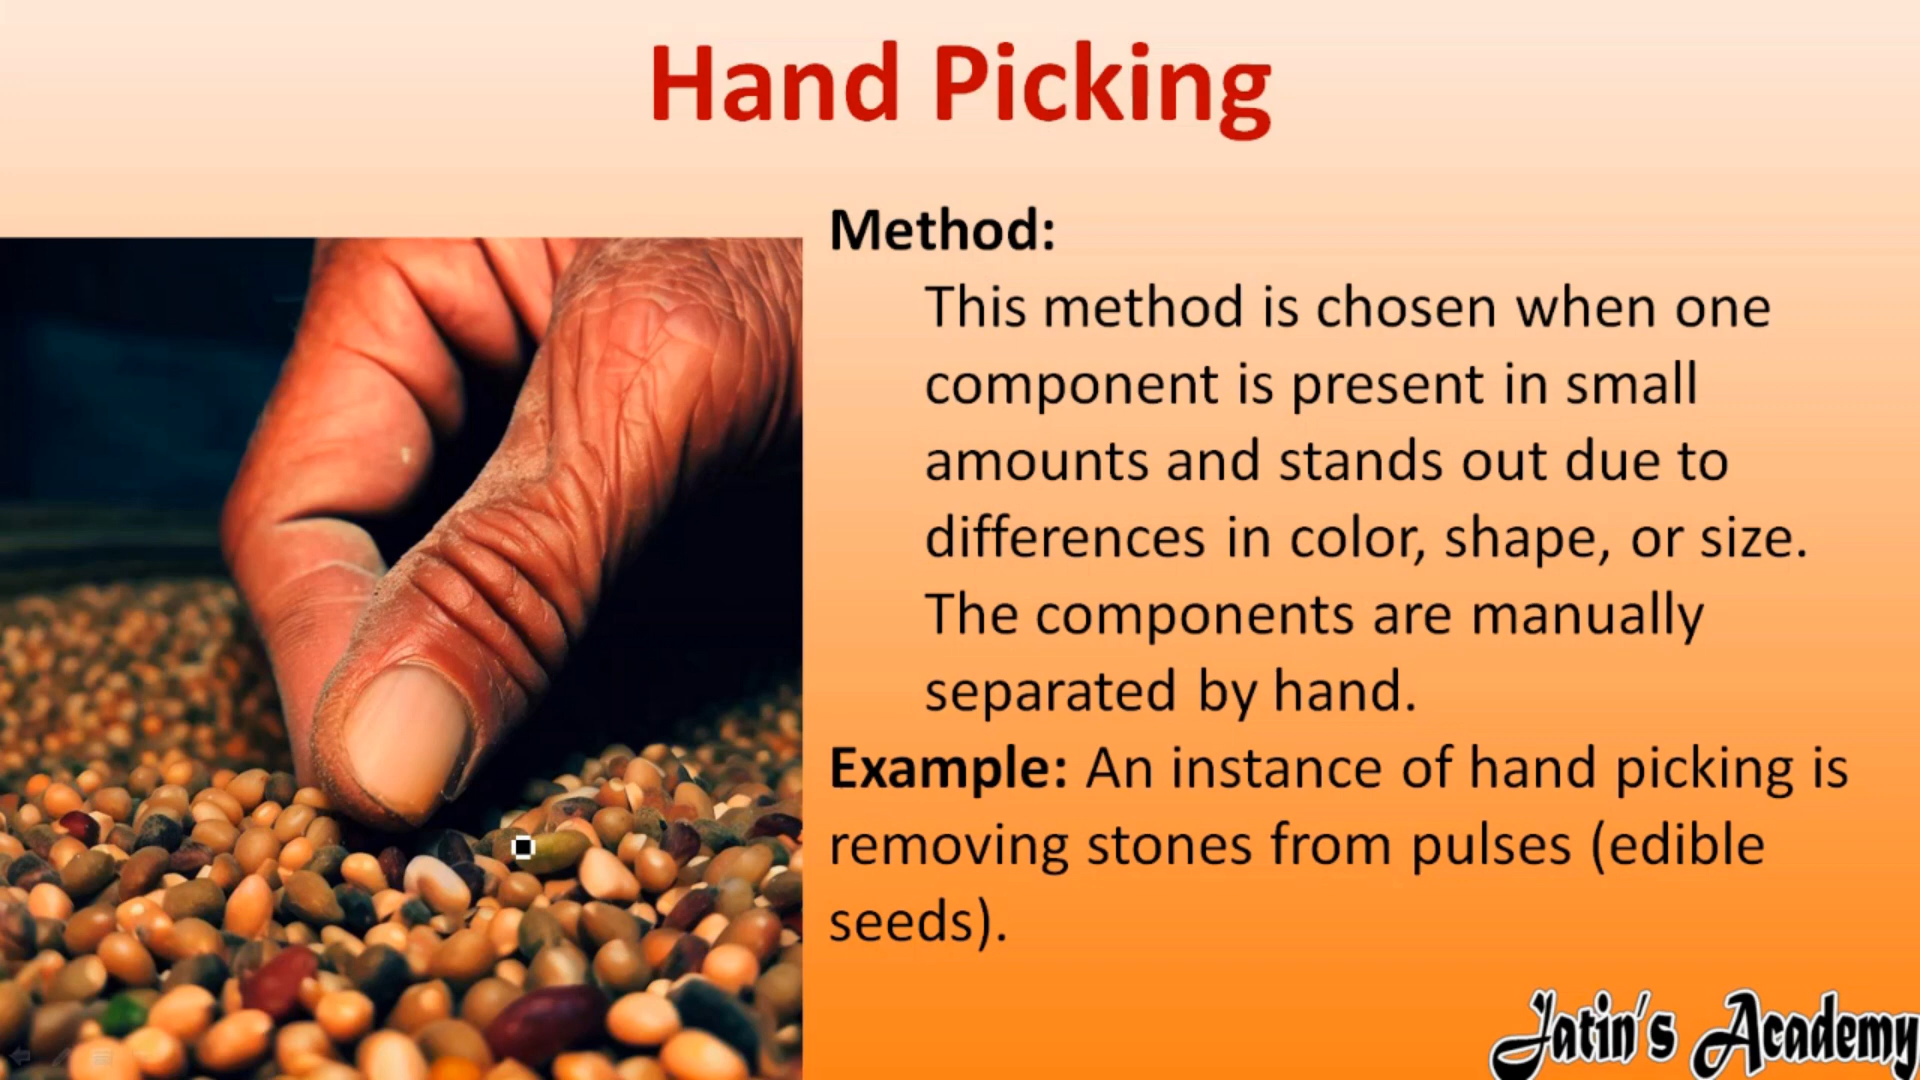 Hand Picking
Method:
This method is chosen when one
component is present in small
amounts and stands out due to
differences in color, shape, or size.
The components are manually
separated by hand.
Example: An instance of hand picking is
removing stones from pulses (edible
seeds).
Jatin's Academy